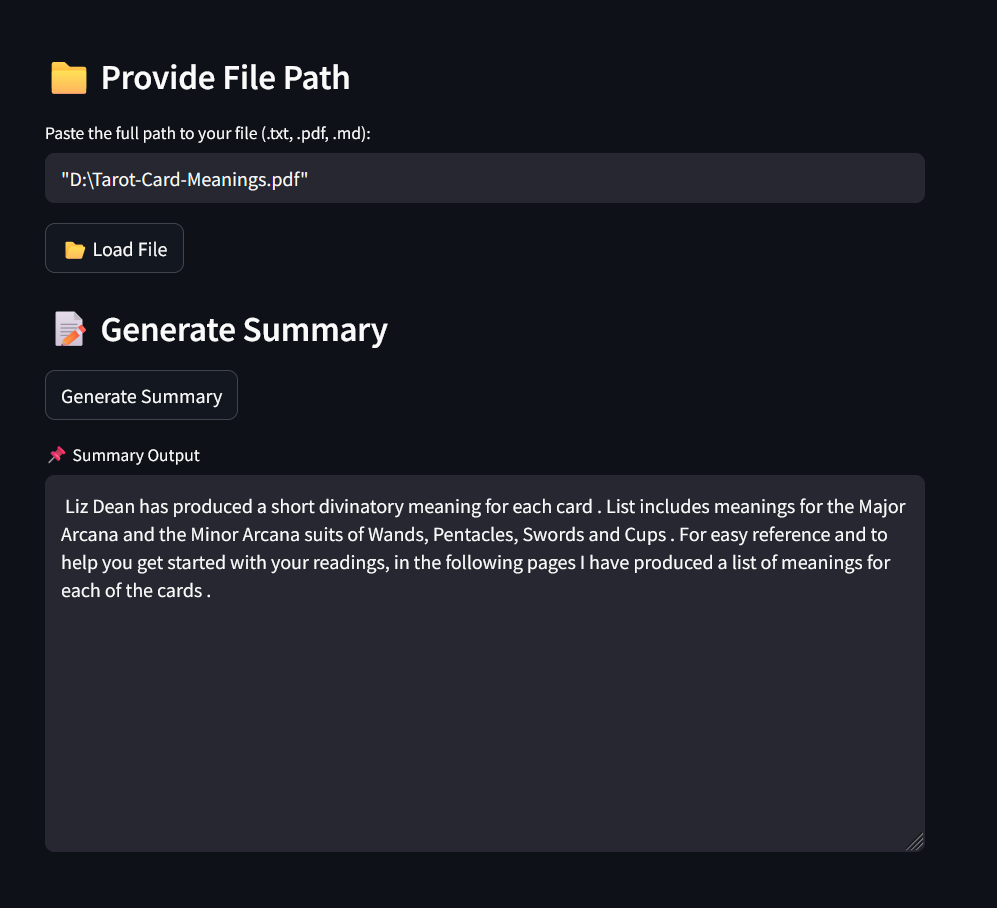 Provide File Path
Paste the full path to your file (.txt, .pdf, .md):
"D:\Tarot-Card-Meanings.pdf"
Load File
Generate Summary
Generate Summary
Summary Output
Liz Dean has produced a short divinatory meaning for each card . List includes meanings for the Major
Arcana and the Minor Arcana suits of Wands, Pentacles, Swords and Cups . For easy reference and to
help you get started with your readings, in the following pages I have produced a list of meanings for
each of the cards .